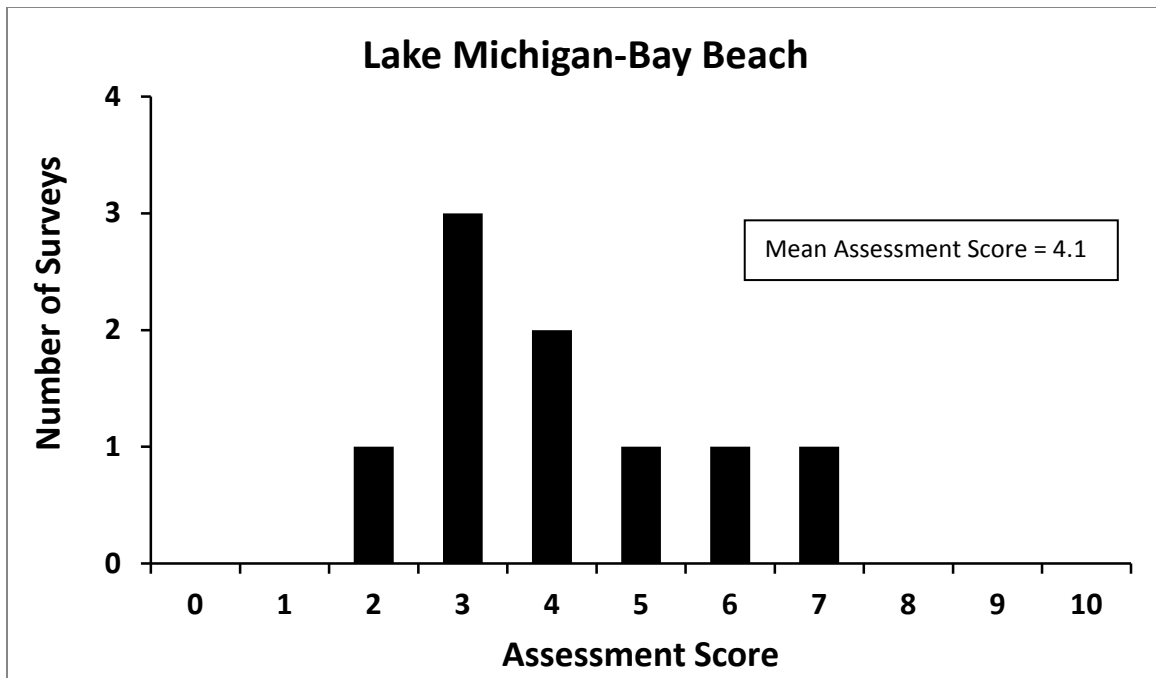 Lake Michigan-Bay Beach
4
3
2
1
0
Number of Surveys
Mean Assessment Score = 4.1
0 1 2 3 4 5 6 7 8 9 10
Assessment Score